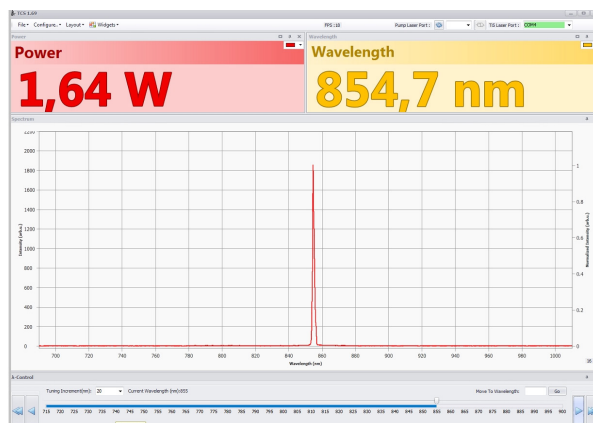 TCS 1.69
File Configure.. Layout Widgets FPS :10 Pump Laser Port : TiS Laser Port : COM4
Power
Wavelength
Power
Wavelength
1,64 W
854,7 nm
Spectrum
2200
2000
1800
1600
1400
1200
1000
800
600
400
200
0
Intensity (arb.u.)
1
0.8
0.6
0.4
0.2
0
Normalized Intensity (arb.u.)
700 720 740 760 780 800 820 840 860 880 900 920 940 960 980 1000
Wavelength (nm)
λ-Control
Tuning Increment(nm): 20 Current Wavelength (nm):855 Move To Wavelength: Go
715 720 725 730 735 740 745 750 755 760 765 770 775 780 785 790 795 800 805 810 815 820 825 830 835 840 845 850 855 860 865 870 875 880 885 890 895 900